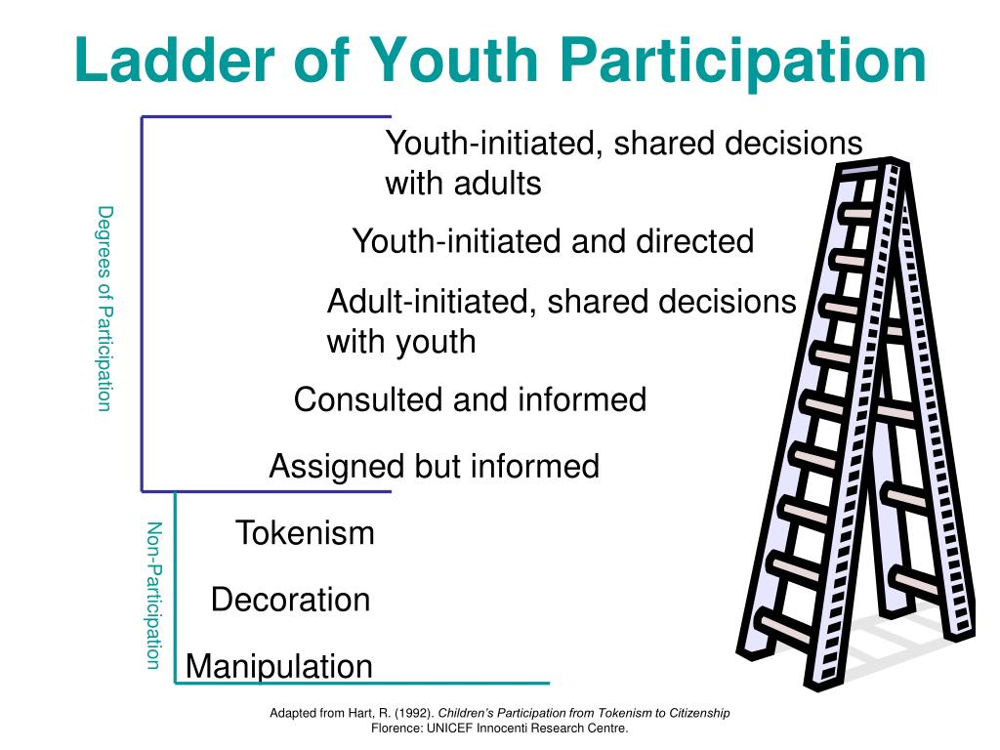 Ladder of Youth Participation
Youth-initiated, shared decisions
with adults
Youth-initiated and directed
Adult-initiated, shared decisions
with youth
Consulted and informed
Assigned but informed
Degrees of Participation
Tokenism
Decoration
Manipulation
Non-Participation
Adapted from Hart, R. (1992). Children’s Participation from Tokenism to Citizenship
Florence: UNICEF Innocenti Research Centre.